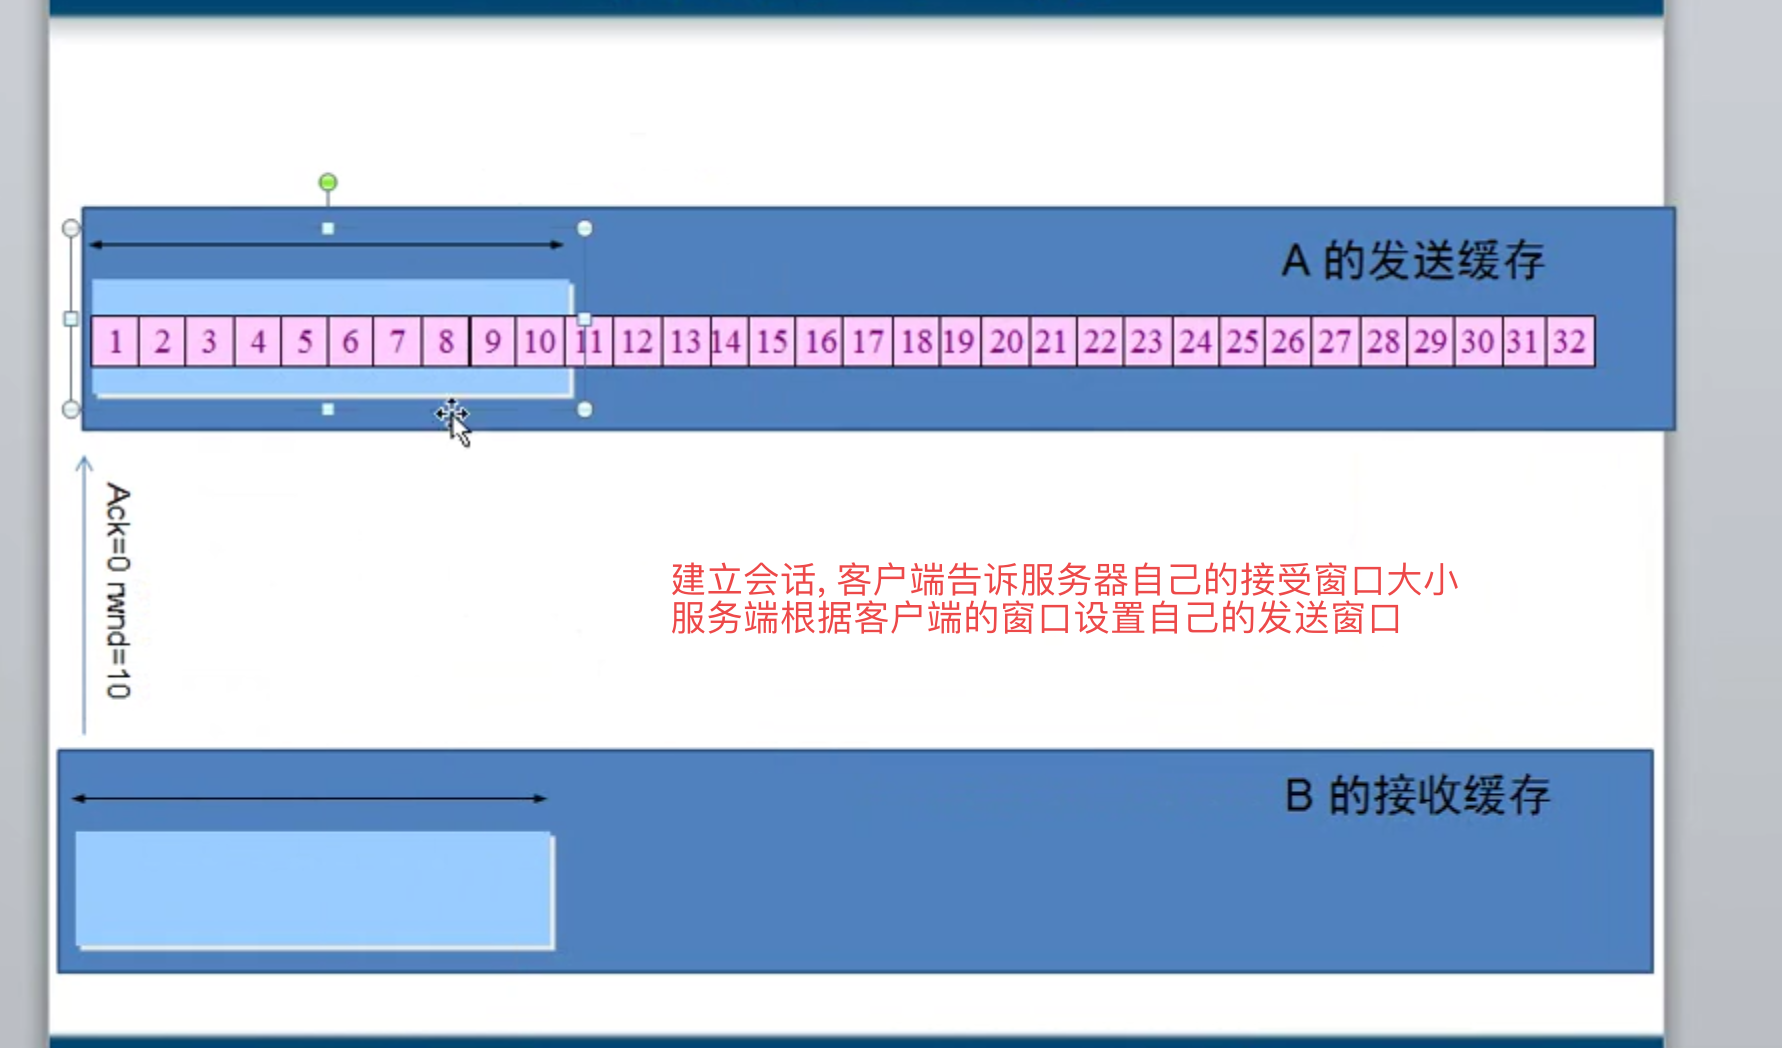 A 的发送缓存
1 2 3 4 5 6 7 8 9 10 11 12 13 14 15 16 17 18 19 20 21 22 23 24 25 26 27 28 29 30 31 32
Ack=0 rwnd=10
建立会话, 客户端告诉服务器自己的接受窗口大小
服务端根据客户端的窗口设置自己的发送窗口
B 的接收缓存